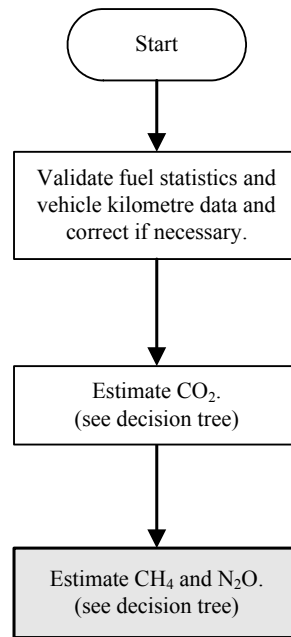 Start
Validate fuel statistics and
vehicle kilometre data and
correct if necessary.
Estimate CO₂.
(see decision tree)
Estimate CH₄ and N₂O.
(see decision tree)